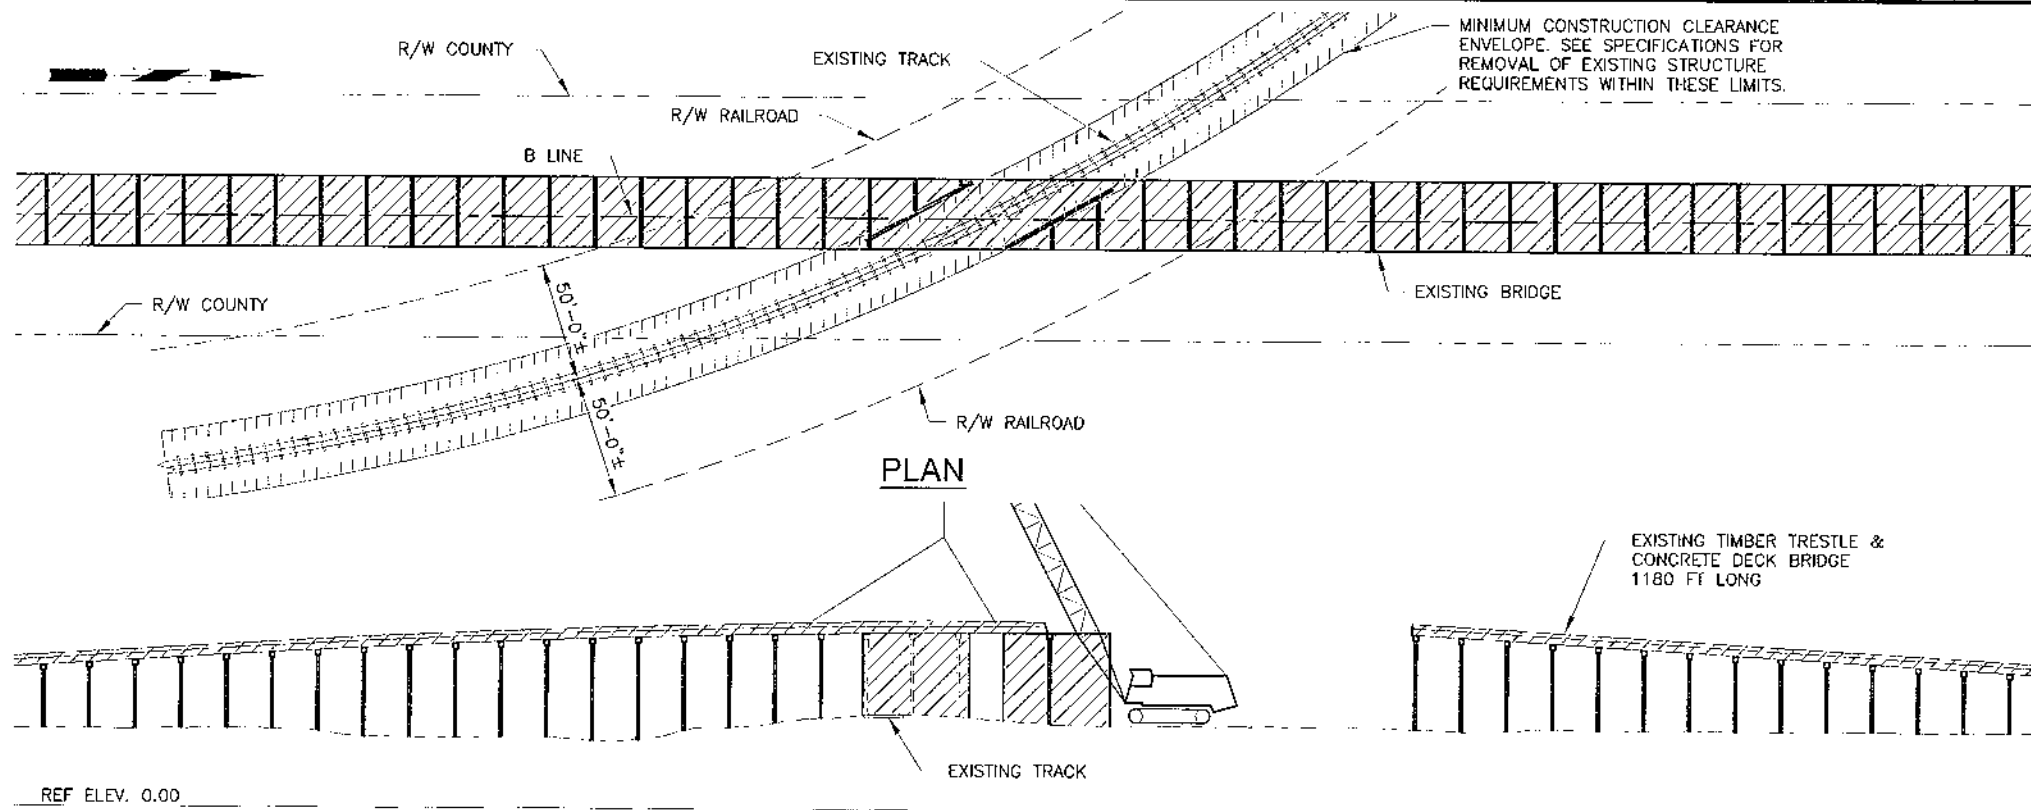 R/W COUNTY
EXISTING TRACK
MINIMUM CONSTRUCTION CLEARANCE
ENVELOPE. SEE SPECIFICATIONS FOR
REMOVAL OF EXISTING STRUCTURE
REQUIREMENTS WITHIN THESE LIMITS.
R/W RAILROAD
B LINE
R/W COUNTY
50'-0"±
EXISTING BRIDGE
50'-0"±
R/W RAILROAD
PLAN
EXISTING TIMBER TRESTLE &
CONCRETE DECK BRIDGE
1180 FT LONG
EXISTING TRACK
REF ELEV. 0.00